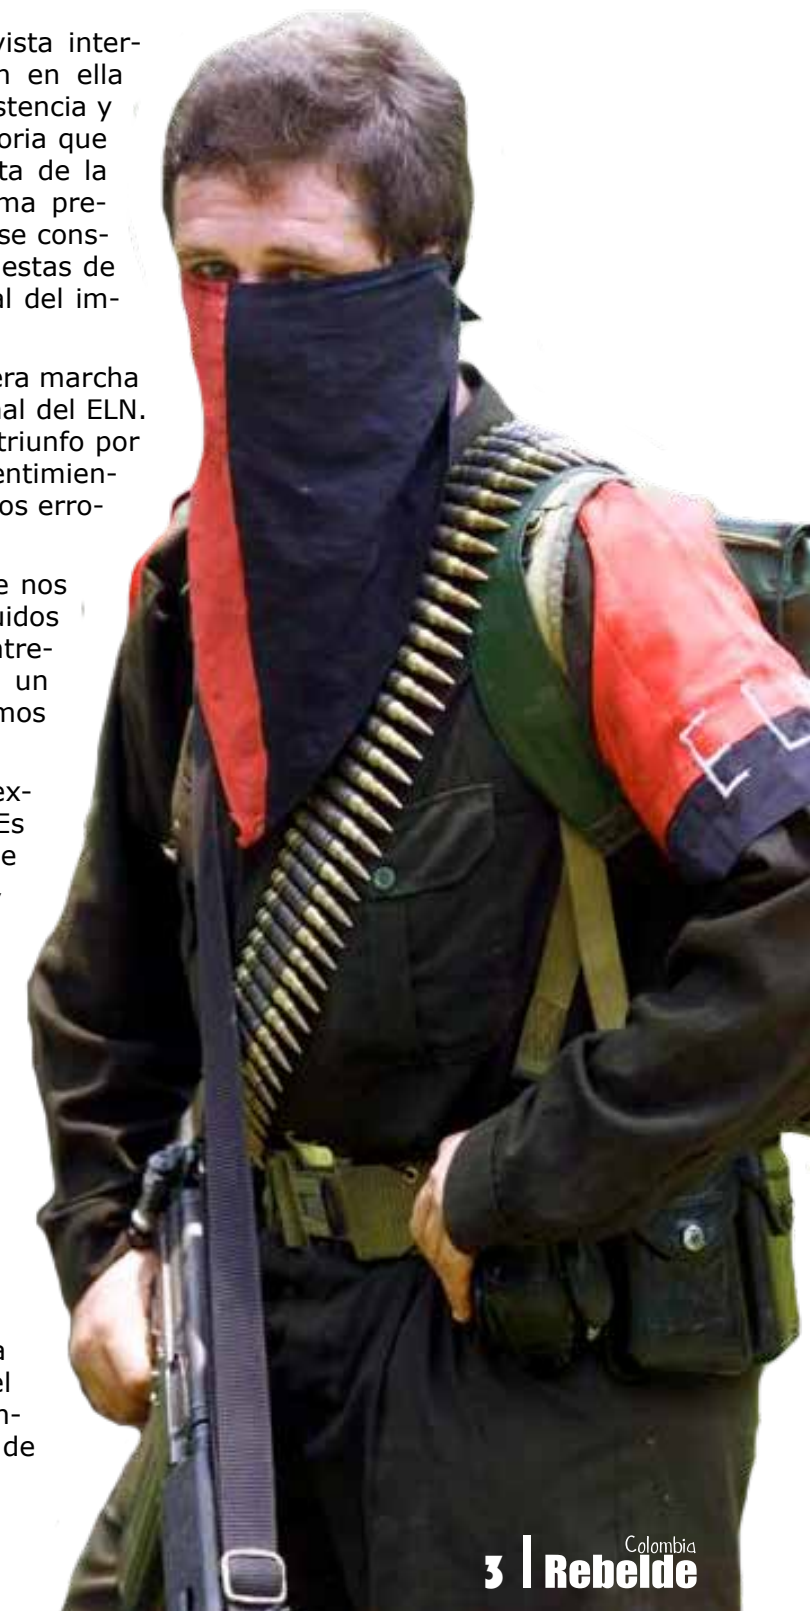 vista inter-
n en ella
stencia y
oria que
ta de la
ma pre-
se cons-
estas de
al del im-
era marcha
nal del ELN.
triunfo por
entimien-
os erro-
e nos
uidos
ntre-
un
mos
ex-
Es
e
a
el
n-
de
EL
3 Colombia
Rebelde